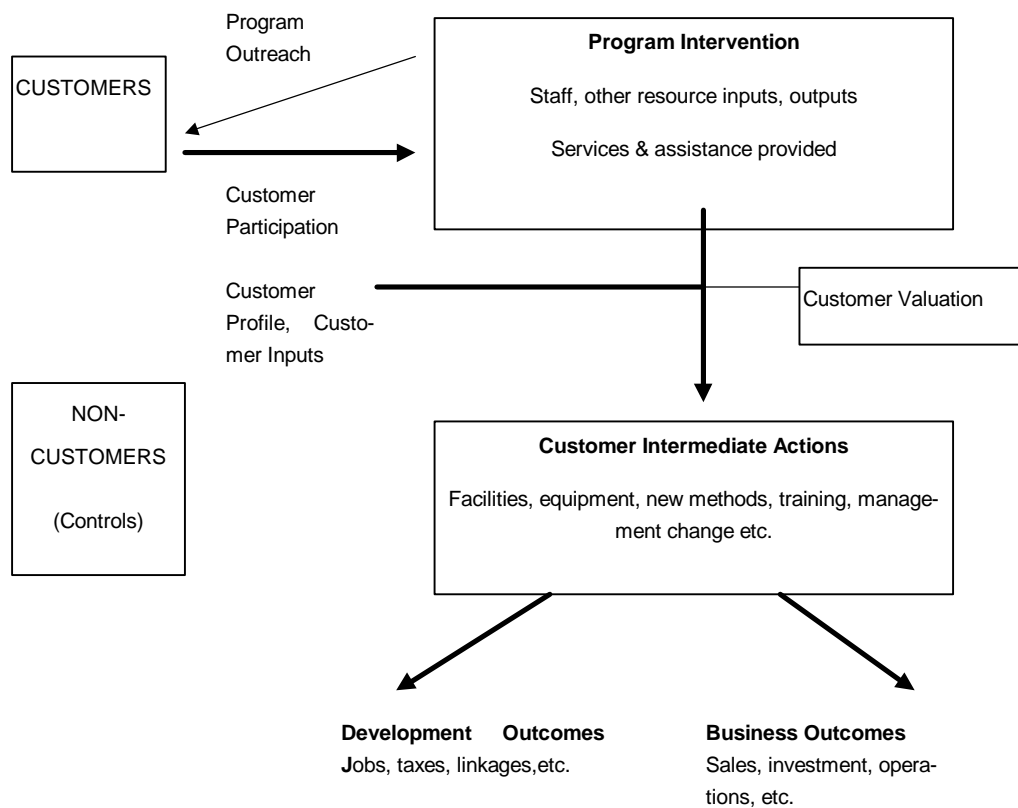 Program
Outreach
CUSTOMERS
Program Intervention
Staff, other resource inputs, outputs
Services & assistance provided
Customer
Participation
Customer
Profile, Custo-
mer Inputs
Customer Valuation
NON-
CUSTOMERS
(Controls)
Customer Intermediate Actions
Facilities, equipment, new methods, training, manage-
ment change etc.
Development Outcomes
Jobs, taxes, linkages,etc.
Business Outcomes
Sales, investment, opera-
tions, etc.